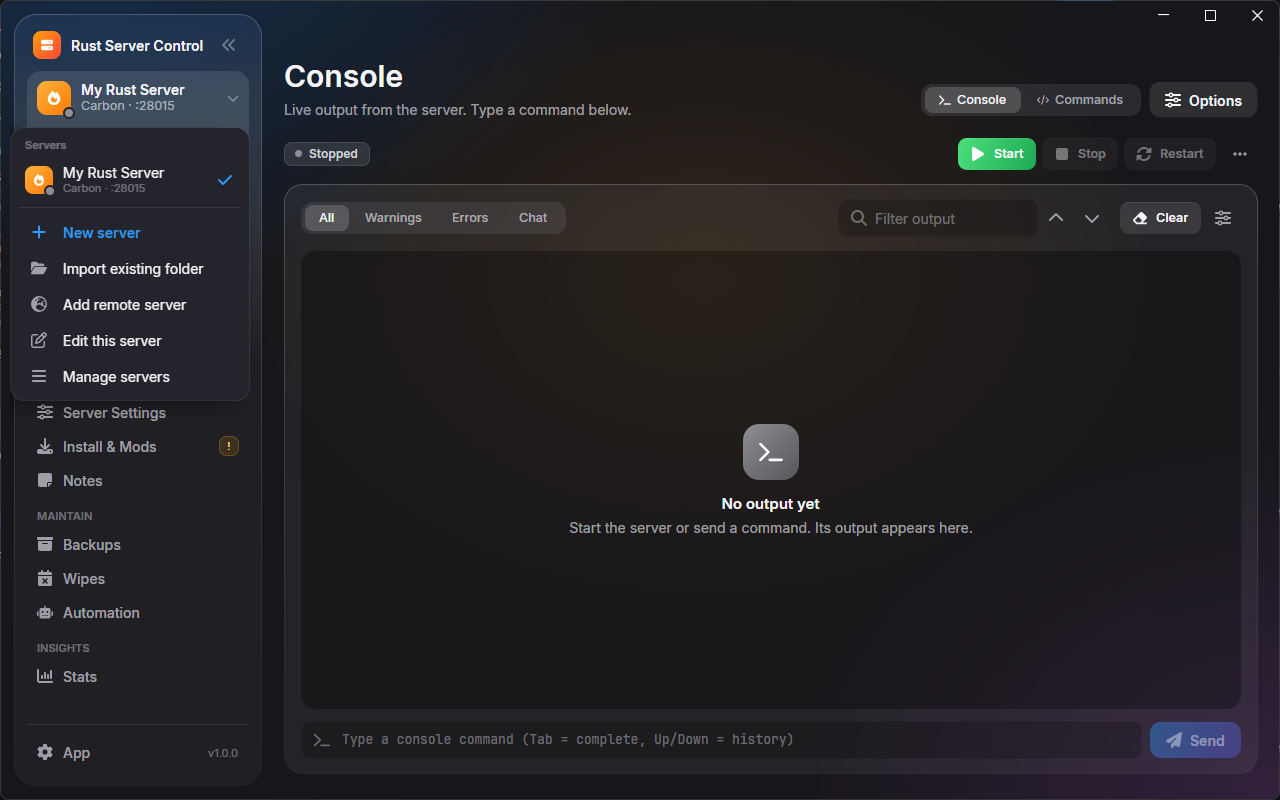 Rust Server Control
My Rust Server
Carbon · :28015
Servers
My Rust Server
Carbon · :28015
New server
Import existing folder
Add remote server
Edit this server
Manage servers
Server Settings
Install & Mods
!
Notes
MAINTAIN
Backups
Wipes
Automation
INSIGHTS
Stats
App
v1.0.0
Console
Live output from the server. Type a command below.
Console
Commands
Options
Stopped
Start
Stop
Restart
All
Warnings
Errors
Chat
Filter output
Clear
No output yet
Start the server or send a command. Its output appears here.
Type a console command (Tab = complete, Up/Down = history)
Send